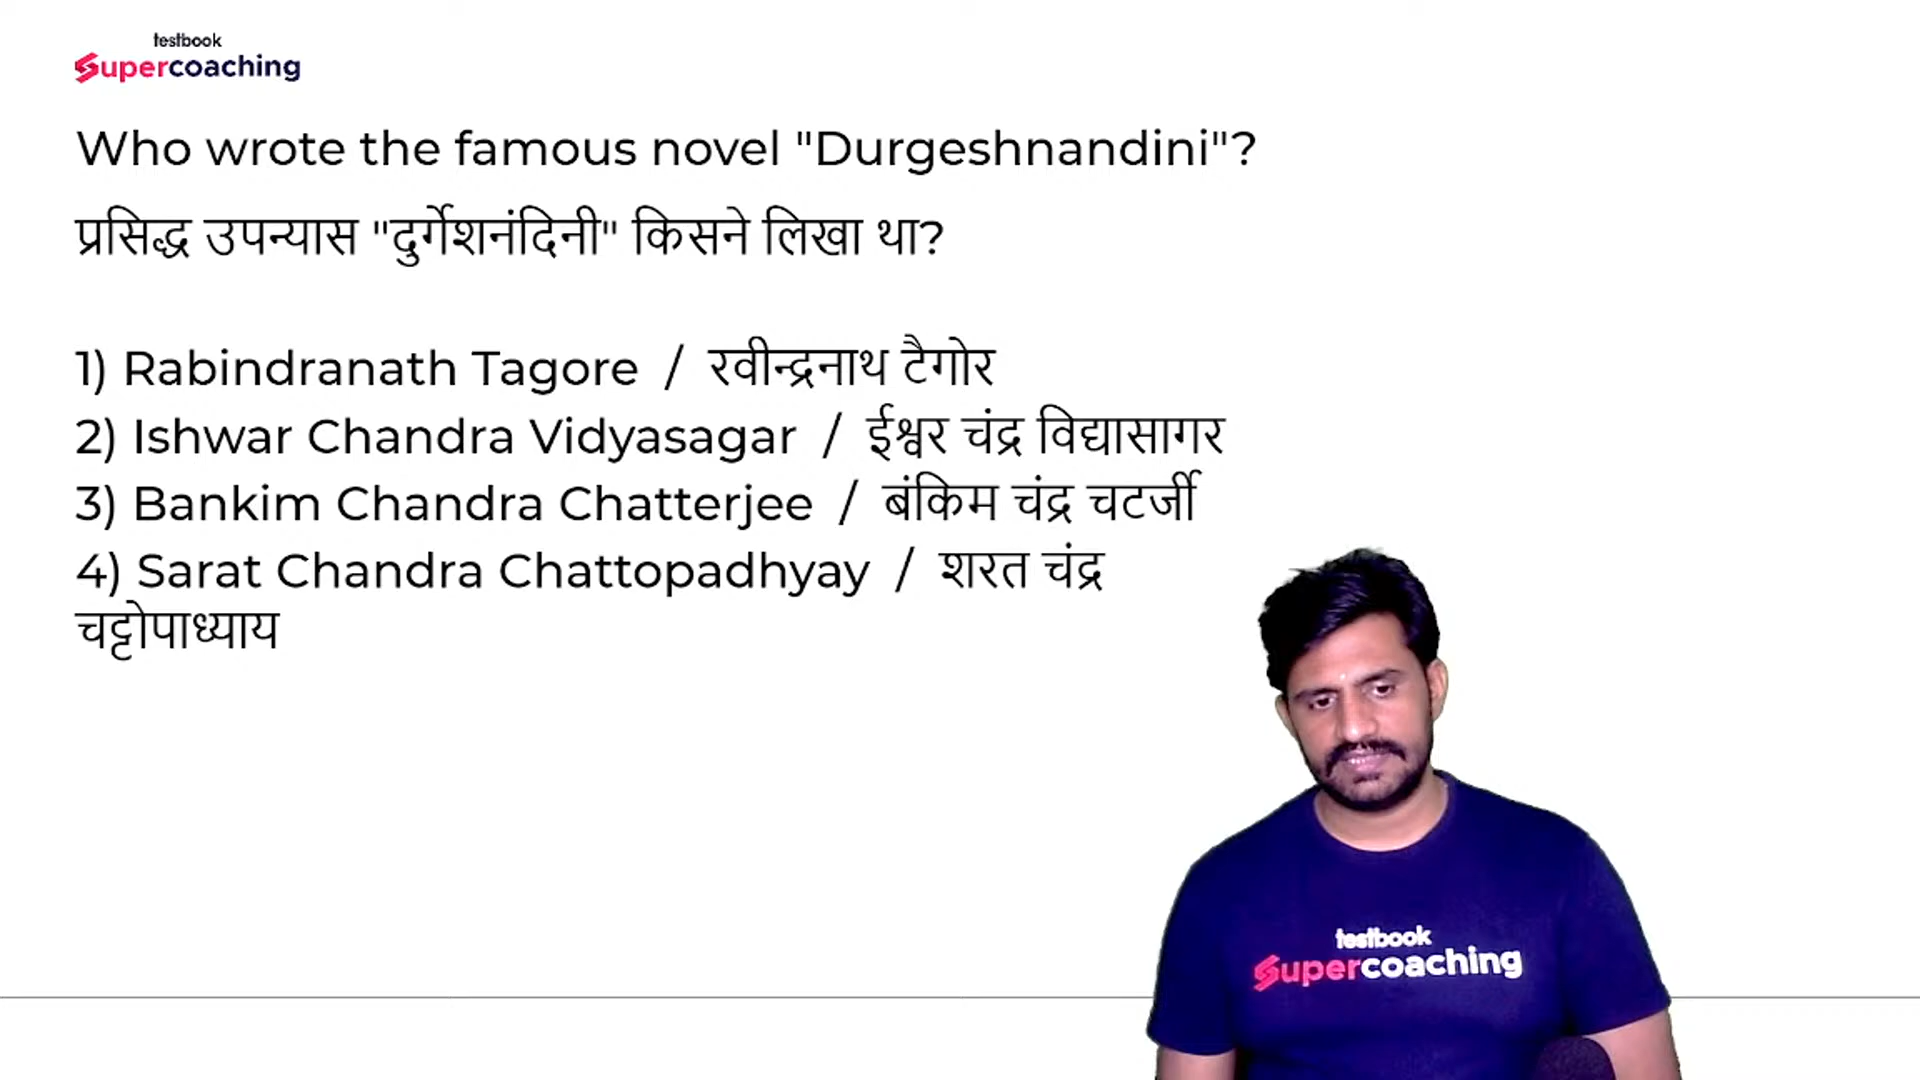 testbook
Supercoaching
Who wrote the famous novel "Durgeshnandini"?
प्रसिद्ध उपन्यास "दुर्गेशनंदिनी" किसने लिखा था?
1) Rabindranath Tagore / रवीन्द्रनाथ टैगोर
2) Ishwar Chandra Vidyasagar / ईश्वर चंद्र विद्यासागर
3) Bankim Chandra Chatterjee / बंकिम चंद्र चटर्जी
4) Sarat Chandra Chattopadhyay / शरत चंद्र
चट्टोपाध्याय
testbook
Supercoaching